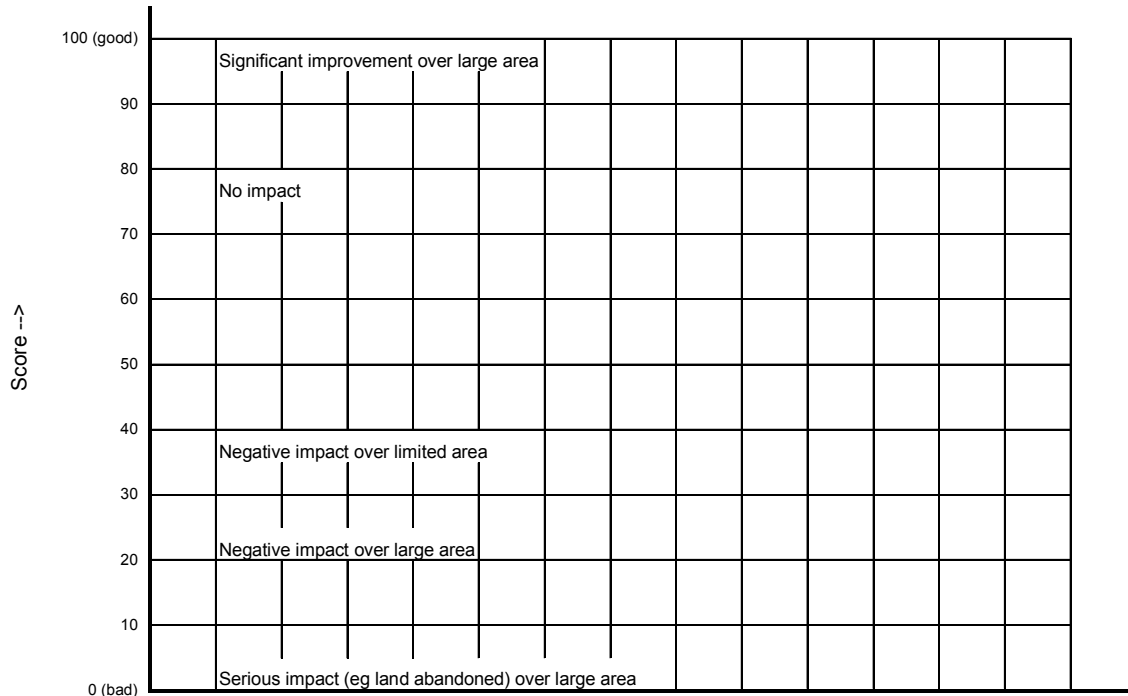 100 (good)
Significant improvement over large area
90
80
No impact
70
60
Score -->
50
40
Negative impact over limited area
30
Negative impact over large area
20
10
Serious impact (eg land abandoned) over large area
0 (bad)